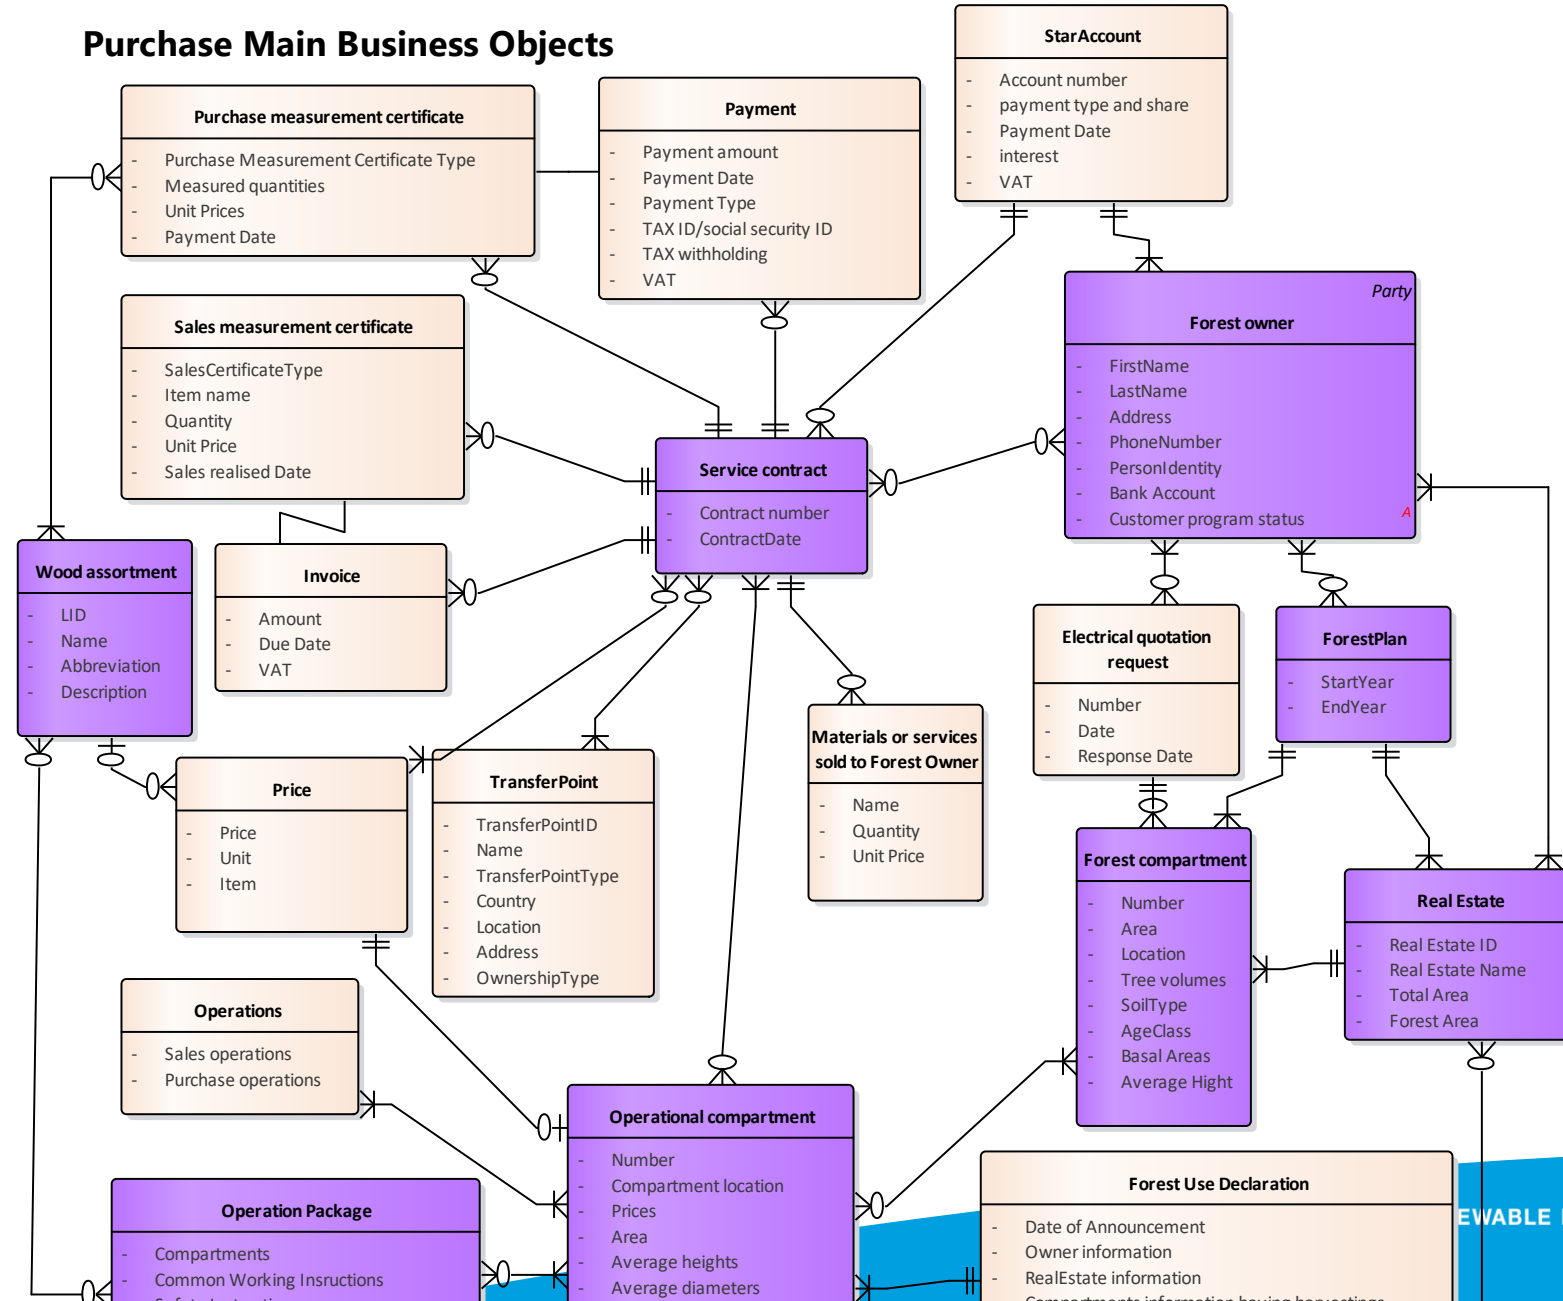 Purchase Main Business Objects
StarAccount
- Account number
- payment type and share
- Payment Date
- interest
- VAT
Purchase measurement certificate
- Purchase Measurement Certificate Type
- Measured quantities
- Unit Prices
- Payment Date
Payment
- Payment amount
- Payment Date
- Payment Type
- TAX ID/social security ID
- TAX withholding
- VAT
Party
Forest owner
- FirstName
- LastName
- Address
- PhoneNumber
- PersonIdentity
- Bank Account
- Customer program status
A
Sales measurement certificate
- SalesCertificateType
- Item name
- Quantity
- Unit Price
- Sales realised Date
Service contract
- Contract number
- ContractDate
Wood assortment
- LID
- Name
- Abbreviation
- Description
Invoice
- Amount
- Due Date
- VAT
Electrical quotation
request
- Number
- Date
- Response Date
ForestPlan
- StartYear
- EndYear
Materials or services
sold to Forest Owner
- Name
- Quantity
- Unit Price
Price
- Price
- Unit
- Item
TransferPoint
- TransferPointID
- Name
- TransferPointType
- Country
- Location
- Address
- OwnershipType
Forest compartment
- Number
- Area
- Location
- Tree volumes
- SoilType
- AgeClass
- Basal Areas
- Average Hight
Real Estate
- Real Estate ID
- Real Estate Name
- Total Area
- Forest Area
Operations
- Sales operations
- Purchase operations
Operational compartment
- Number
- Compartment location
- Prices
- Area
- Average heights
- Average diameters
Operation Package
- Compartments
- Common Working Insructions
Forest Use Declaration
- Date of Announcement
- Owner information
- RealEstate information
EWABLE